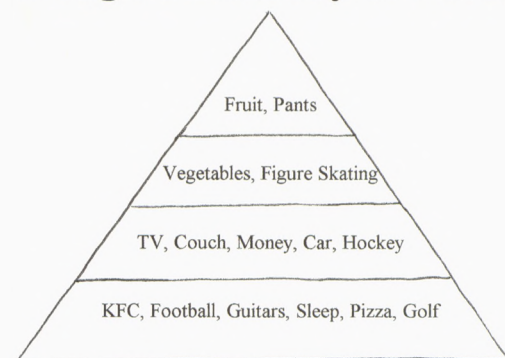 Fruit, Pants
Vegetables, Figure Skating
TV, Couch, Money, Car, Hockey
KFC, Football, Guitars, Sleep, Pizza, Golf